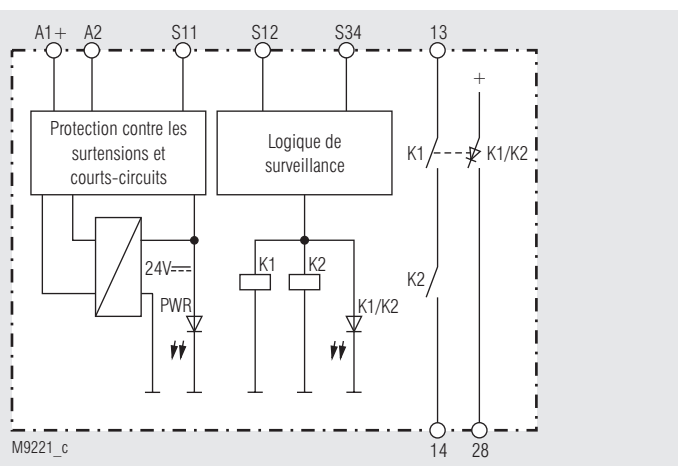 A1+ A2 S11 S12 S34 13
+
Protection contre les
surtensions et
courts-circuits
Logique de
surveillance
K1 K1/K2
24V
K1 K2
K2
PWR
K1/K2
M9221_c
14 28